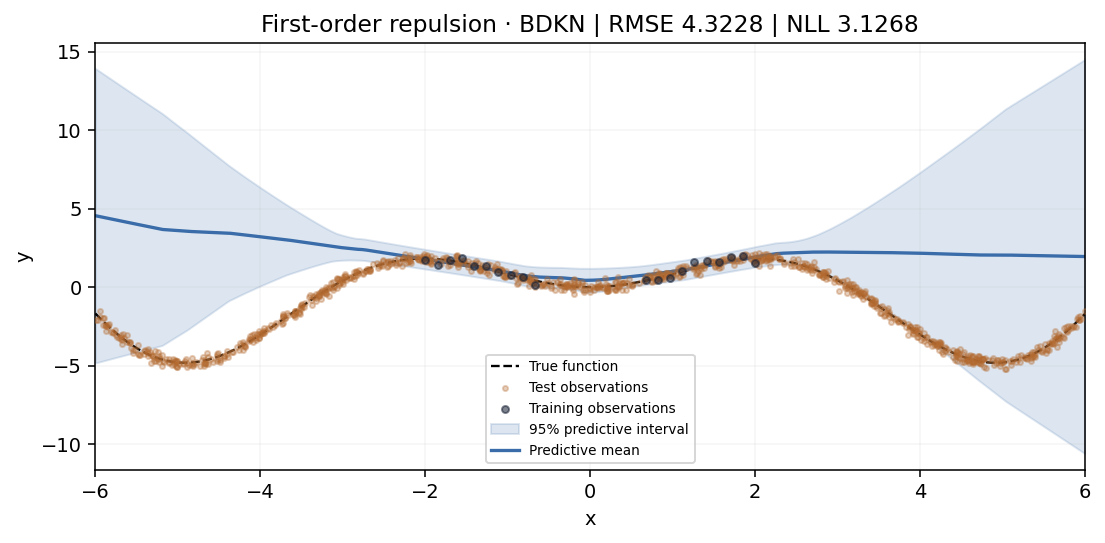 First-order repulsion · BDKN | RMSE 4.3228 | NLL 3.1268
15
10
5
0
−5
−10
y
True function
Test observations
Training observations
95% predictive interval
Predictive mean
−6 −4 −2 0 2 4 6
x